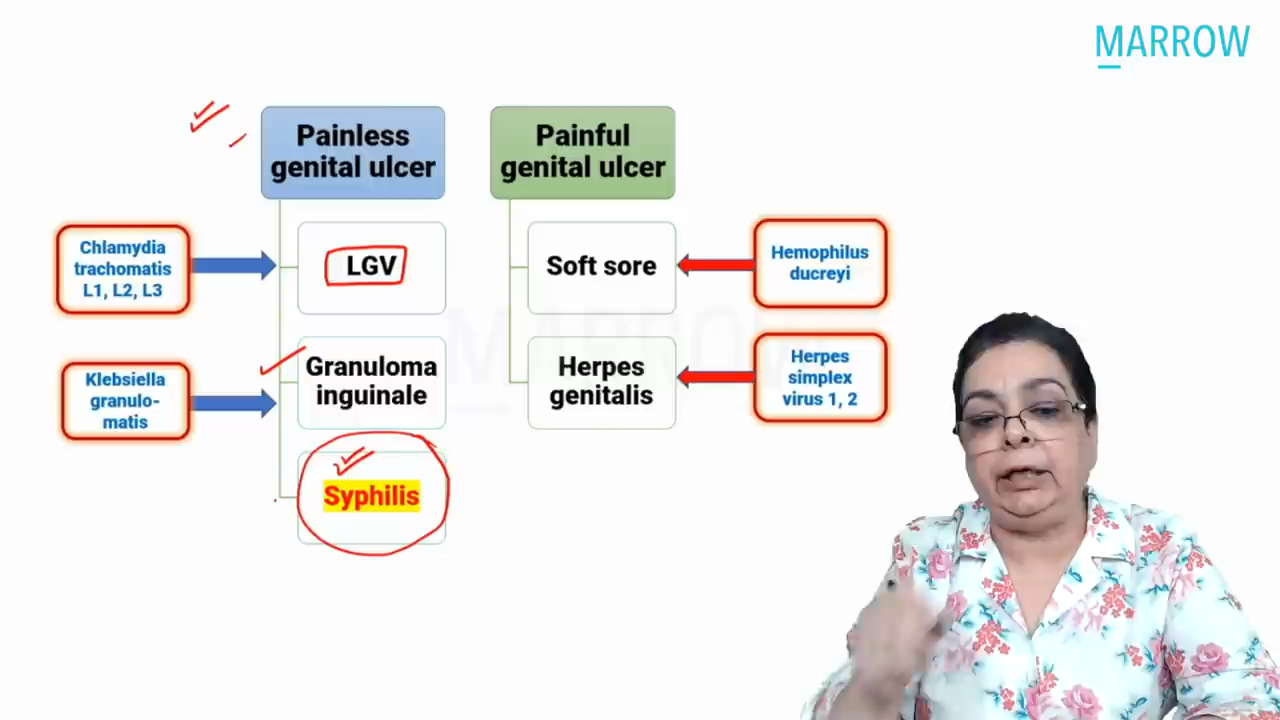 MARROW
Painless
genital ulcer
Painful
genital ulcer
Chlamydia
trachomatis
L1, L2, L3
LGV
Soft sore
Hemophilus
ducreyi
Klebsiella
granulo-
matis
Granuloma
inguinale
Herpes
genitalis
Herpes
simplex
virus 1, 2
Syphilis
MARROW